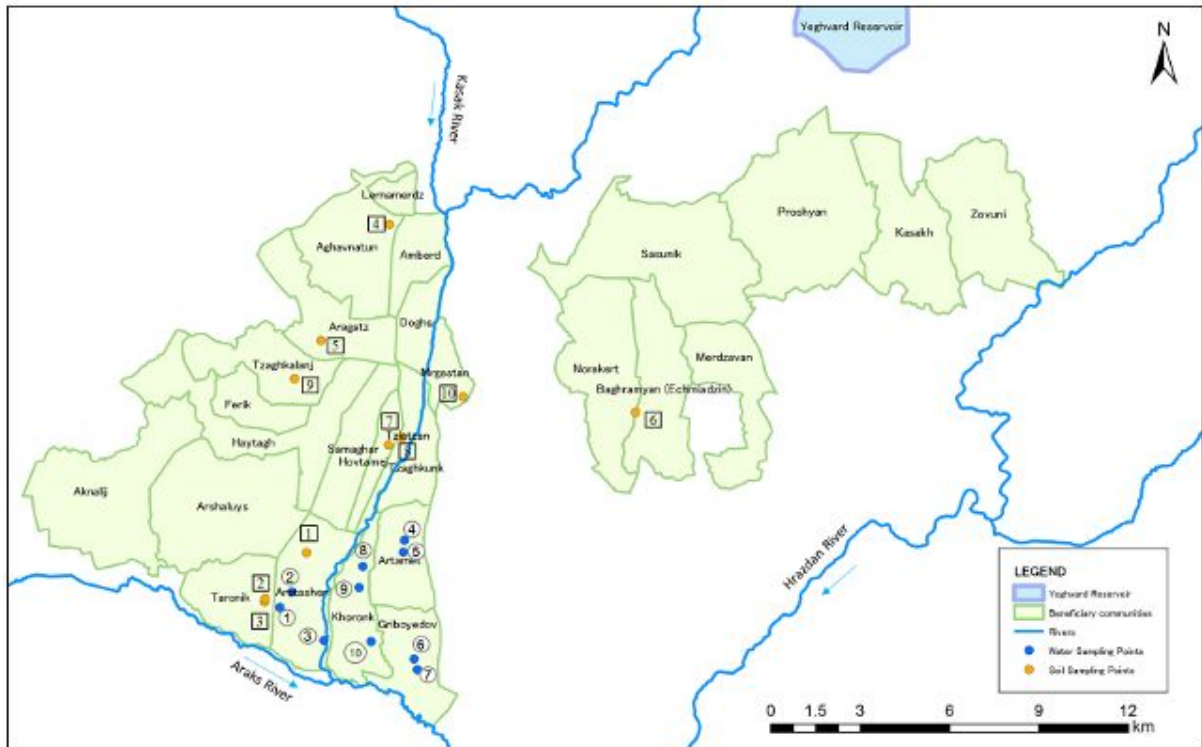 Yeghvard Reservoir
N
Kasak River
Lernamerdz
4
Aghavnatun
Amberd
Proshyan
Kasakh
Zovuni
Sasunik
Doghs
Aragatz
5
Tzaghkalanj
9
Mrgastan
10
Norakert
Merdzavan
Baghramyan (Echmiadzin)
6
Ferik
Haytagh
7
Samaghar
Hovtamej
8
Aknalij
Arshaluys
1
4
5
Artamet
8
9
2
Taronik
3
2
Artashar
1
3
Khoronk
10
Griboyedov
6
7
Araks River
Hrazdan River
LEGEND
Yeghvard Reservoir
Beneficiary communities
Rivers
Water Sampling Points
Soil Sampling Points
0 1.5 3 6 9 12
km